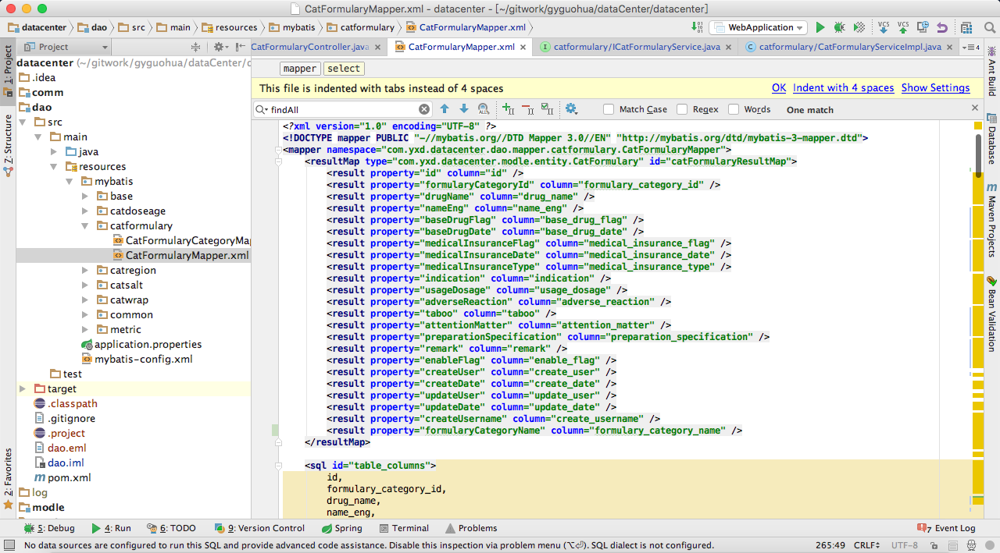 CatFormularyMapper.xml - datacenter - [~/gitwork/gyguohua/dataCenter/datacenter]
datacenter dao src main resources mybatis catformulary CatFormularyMapper.xml WebApplication VCS VCS
1: Project
Z: Structure
2: Favorites
Project
datacenter (~/gitwork/gyguohua/dataCenter/d
.idea
comm
dao
src
main
java
resources
mybatis
base
catdoseage
catformulary
CatFormularyCategoryMa
CatFormularyMapper.xml
catregion
catsalt
catwrap
common
metric
application.properties
mybatis-config.xml
test
target
.classpath
.gitignore
.project
dao.eml
dao.iml
pom.xml
log
modle
CatFormularyController.java CatFormularyMapper.xml catformulary/ICatFormularyService.java catformulary/CatFormularyServiceImpl.java 4
mapper select
This file is indented with tabs instead of 4 spaces OK Indent with 4 spaces Show Settings
findAll Match Case Regex Words One match
<?xml version="1.0" encoding="UTF-8" ?>
<!DOCTYPE mapper PUBLIC "-//mybatis.org//DTD Mapper 3.0//EN" "http://mybatis.org/dtd/mybatis-3-mapper.dtd">
<mapper namespace="com.yxd.datacenter.dao.mapper.catformulary.CatFormularyMapper">
<resultMap type="com.yxd.datacenter.modle.entity.CatFormulary" id="catFormularyResultMap">
<result property="id" column="id" />
<result property="formularyCategoryId" column="formulary_category_id" />
<result property="drugName" column="drug_name" />
<result property="nameEng" column="name_eng" />
<result property="baseDrugFlag" column="base_drug_flag" />
<result property="baseDrugDate" column="base_drug_date" />
<result property="medicalInsuranceFlag" column="medical_insurance_flag" />
<result property="medicalInsuranceDate" column="medical_insurance_date" />
<result property="medicalInsuranceType" column="medical_insurance_type" />
<result property="indication" column="indication" />
<result property="usageDosage" column="usage_dosage" />
<result property="adverseReaction" column="adverse_reaction" />
<result property="taboo" column="taboo" />
<result property="attentionMatter" column="attention_matter" />
<result property="preparationSpecification" column="preparation_specification" />
<result property="remark" column="remark" />
<result property="enableFlag" column="enable_flag" />
<result property="createUser" column="create_user" />
<result property="createDate" column="create_date" />
<result property="updateUser" column="update_user" />
<result property="updateDate" column="update_date" />
<result property="createUsername" column="create_username" />
<result property="formularyCategoryName" column="formulary_category_name" />
</resultMap>
<sql id="table_columns">
id,
formulary_category_id,
drug_name,
name_eng,
Ant Build
Database
Maven Projects
Bean Validation
5: Debug 4: Run 6: TODO 9: Version Control Spring Terminal Problems 7 Event Log
No data sources are configured to run this SQL and provide advanced code assistance. Disable this inspection via problem menu (⌥⏎). SQL dialect is not configured. 265:49 CRLF UTF-8